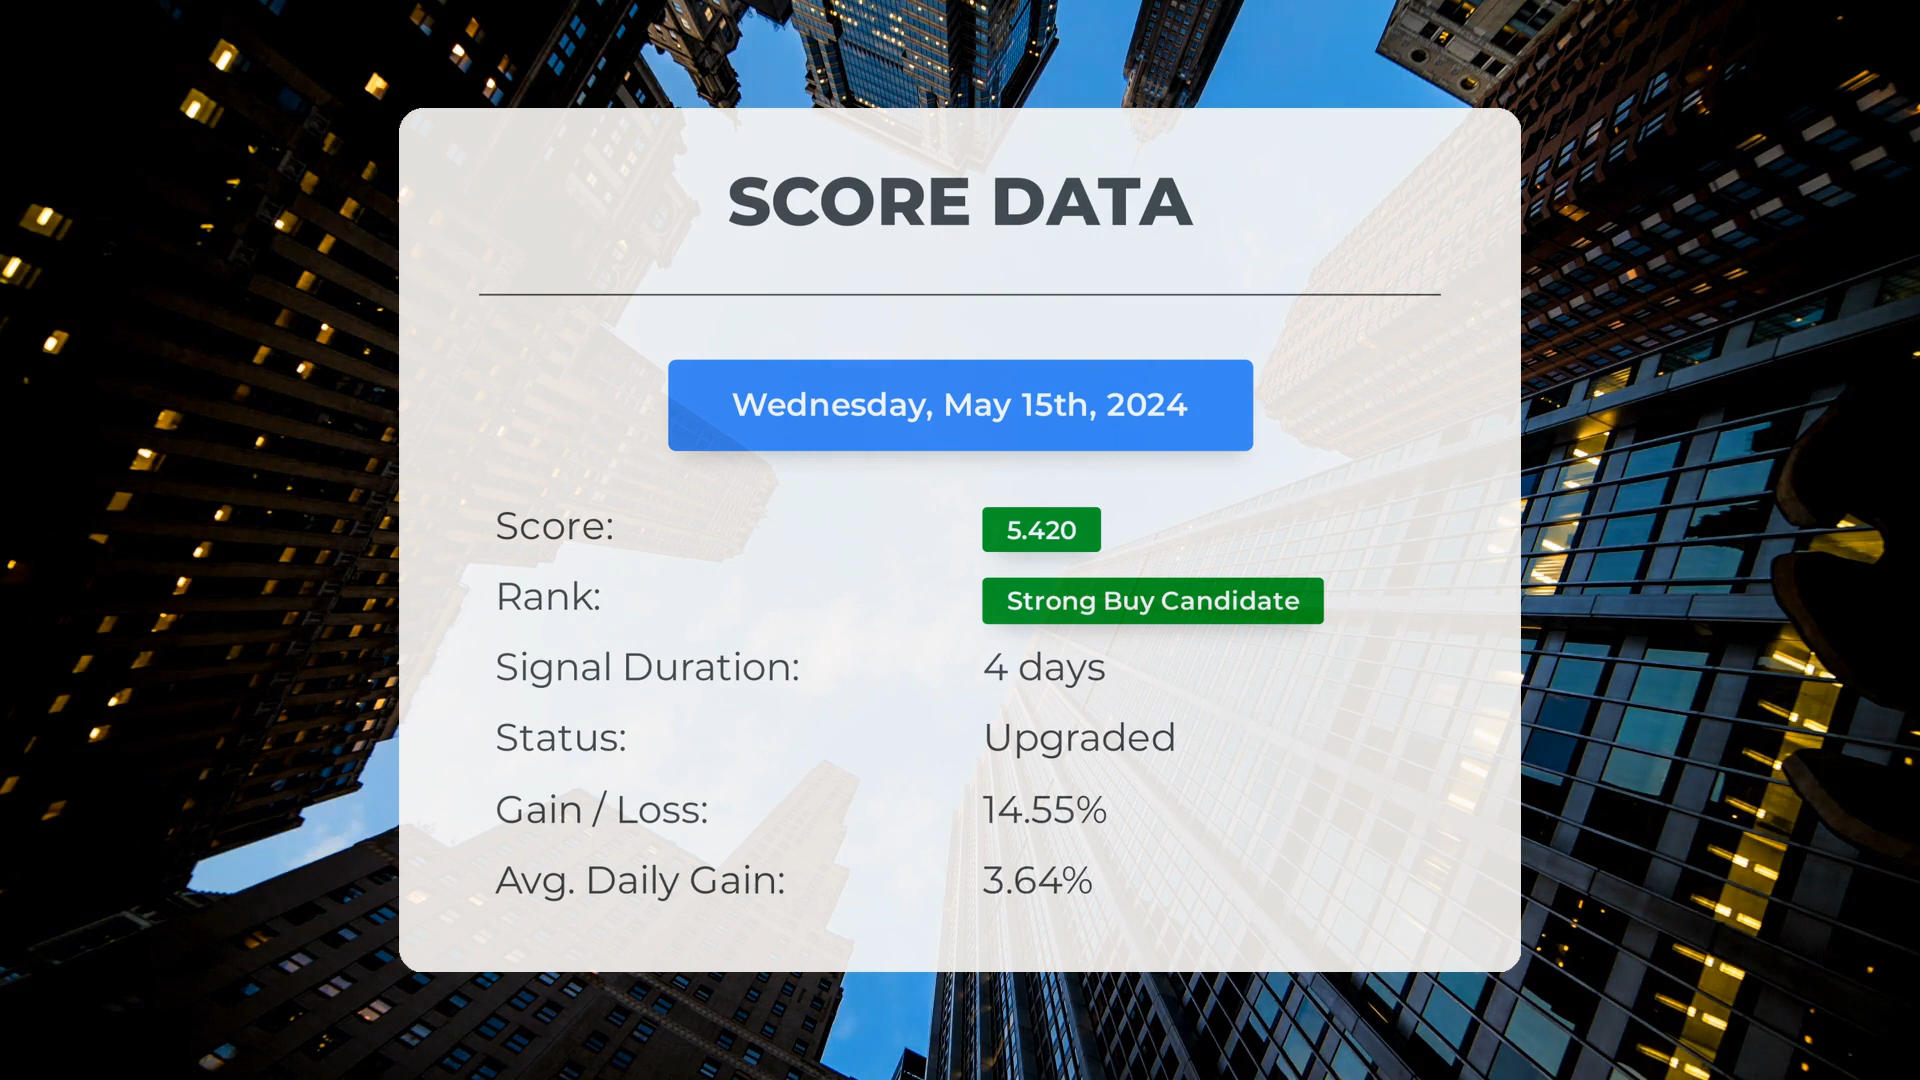 SCORE DATA
Wednesday, May 15th, 2024
Score: 5.420
Rank: Strong Buy Candidate
Signal Duration: 4 days
Status: Upgraded
Gain / Loss: 14.55%
Avg. Daily Gain: 3.64%